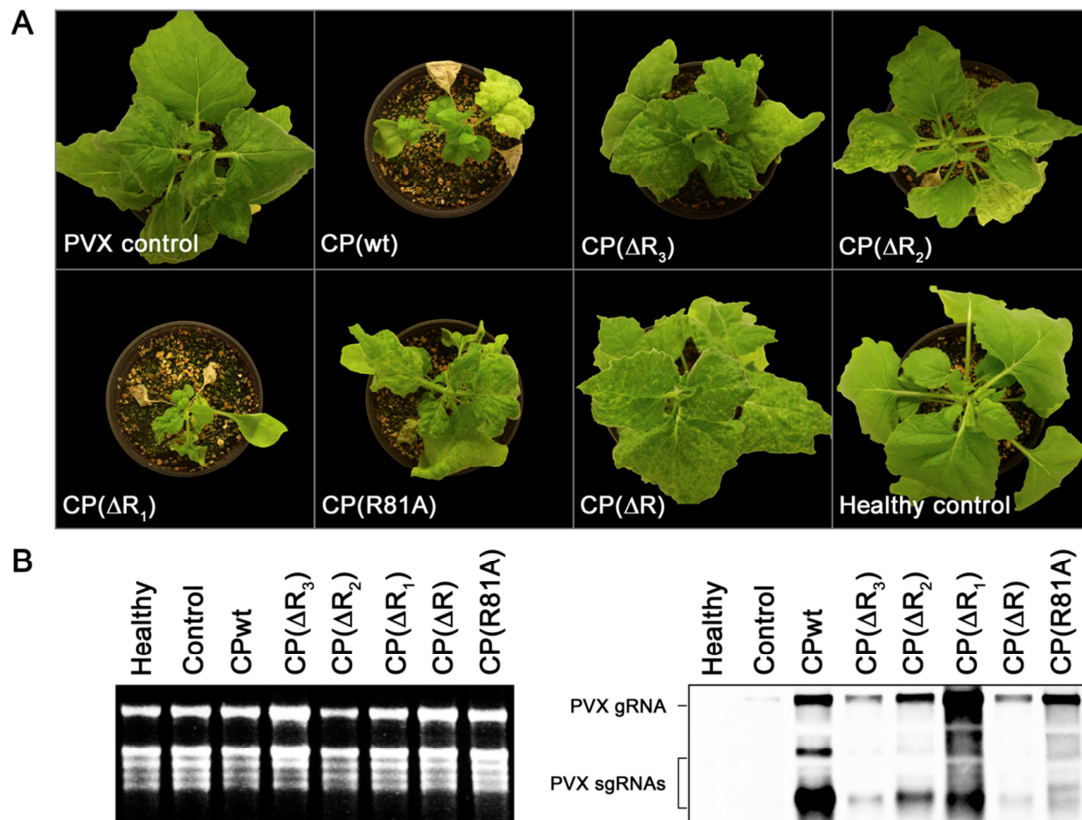 A
PVX control
CP(wt)
CP(ΔR₃)
CP(ΔR₂)
CP(ΔR₁)
CP(R81A)
CP(ΔR)
Healthy control
B
Healthy
Control
CPwt
CP(ΔR₃)
CP(ΔR₂)
CP(ΔR₁)
CP(ΔR)
CP(R81A)
Healthy
Control
CPwt
CP(ΔR₃)
CP(ΔR₂)
CP(ΔR₁)
CP(ΔR)
CP(R81A)
PVX gRNA
PVX sgRNAs